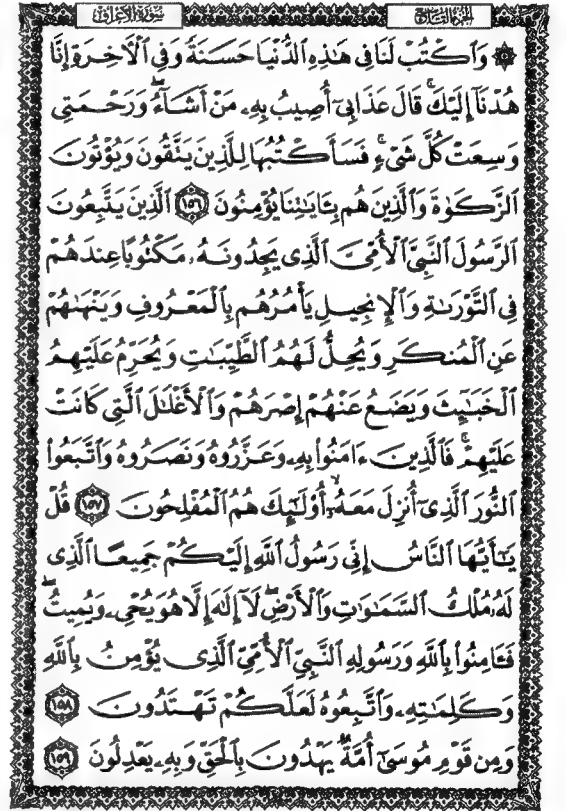 الجزء التاسع
سورة الأعراف
۞ وَٱكْتُبْ لَنَا فِى هَٰذِهِ ٱلدُّنْيَا حَسَنَةً وَفِى ٱلْأَخِرَةِ إِنَّا
هُدْنَآ إِلَيْكَ ۚ قَالَ عَذَابِىٓ أُصِيبُ بِهِۦ مَنْ أَشَآءُ ۖ وَرَحْمَتِى
وَسِعَتْ كُلَّ شَىْءٍ ۚ فَسَأَكْتُبُهَا لِلَّذِينَ يَتَّقُونَ وَيُؤْتُونَ
ٱلزَّكَوٰةَ وَٱلَّذِينَ هُم بِـَٔايَٰتِنَا يُؤْمِنُونَ ١٥٦ ٱلَّذِينَ يَتَّبِعُونَ
ٱلرَّسُولَ ٱلنَّبِىَّ ٱلْأُمِّىَّ ٱلَّذِى يَجِدُونَهُۥ مَكْتُوبًا عِندَهُمْ
فِى ٱلتَّوْرَىٰةِ وَٱلْإِنجِيلِ يَأْمُرُهُم بِٱلْمَعْرُوفِ وَيَنْهَىٰهُمْ
عَنِ ٱلْمُنكَرِ وَيُحِلُّ لَهُمُ ٱلطَّيِّبَٰتِ وَيُحَرِّمُ عَلَيْهِمُ
ٱلْخَبَٰٓئِثَ وَيَضَعُ عَنْهُمْ إِصْرَهُمْ وَٱلْأَغْلَٰلَ ٱلَّتِى كَانَتْ
عَلَيْهِمْ ۚ فَٱلَّذِينَ ءَامَنُوا۟ بِهِۦ وَعَزَّرُوهُ وَنَصَرُوهُ وَٱتَّبَعُوا۟
ٱلنُّورَ ٱلَّذِىٓ أُنزِلَ مَعَهُۥٓ ۙ أُو۟لَٰٓئِكَ هُمُ ٱلْمُفْلِحُونَ ١٥٧ قُلْ
يَٰٓأَيُّهَا ٱلنَّاسُ إِنِّى رَسُولُ ٱللَّهِ إِلَيْكُمْ جَمِيعًا ٱلَّذِى
لَهُۥ مُلْكُ ٱلسَّمَٰوَٰتِ وَٱلْأَرْضِ ۖ لَآ إِلَٰهَ إِلَّا هُوَ يُحْىِۦ وَيُمِيتُ ۖ
فَـَٔامِنُوا۟ بِٱللَّهِ وَرَسُولِهِ ٱلنَّبِىِّ ٱلْأُمِّىِّ ٱلَّذِى يُؤْمِنُ بِٱللَّهِ
وَكَلِمَٰتِهِۦ وَٱتَّبِعُوهُ لَعَلَّكُمْ تَهْتَدُونَ ١٥٨
وَمِن قَوْمِ مُوسَىٰٓ أُمَّةٌ يَهْدُونَ بِٱلْحَقِّ وَبِهِۦ يَعْدِلُونَ ١٥٩